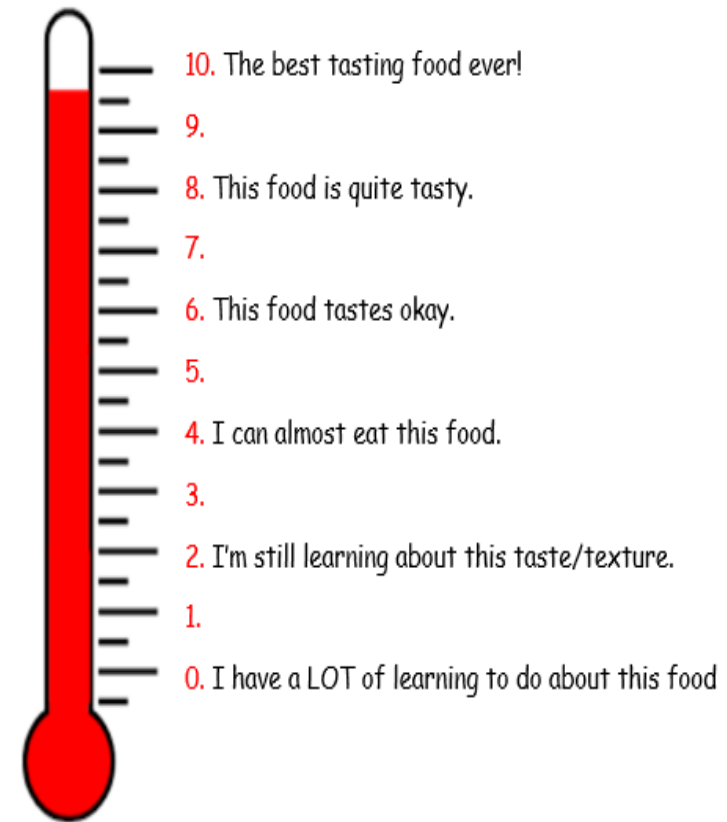 10. The best tasting food ever!
9.
8. This food is quite tasty.
7.
6. This food tastes okay.
5.
4. I can almost eat this food.
3.
2. I'm still learning about this taste/texture.
1.
0. I have a LOT of learning to do about this food